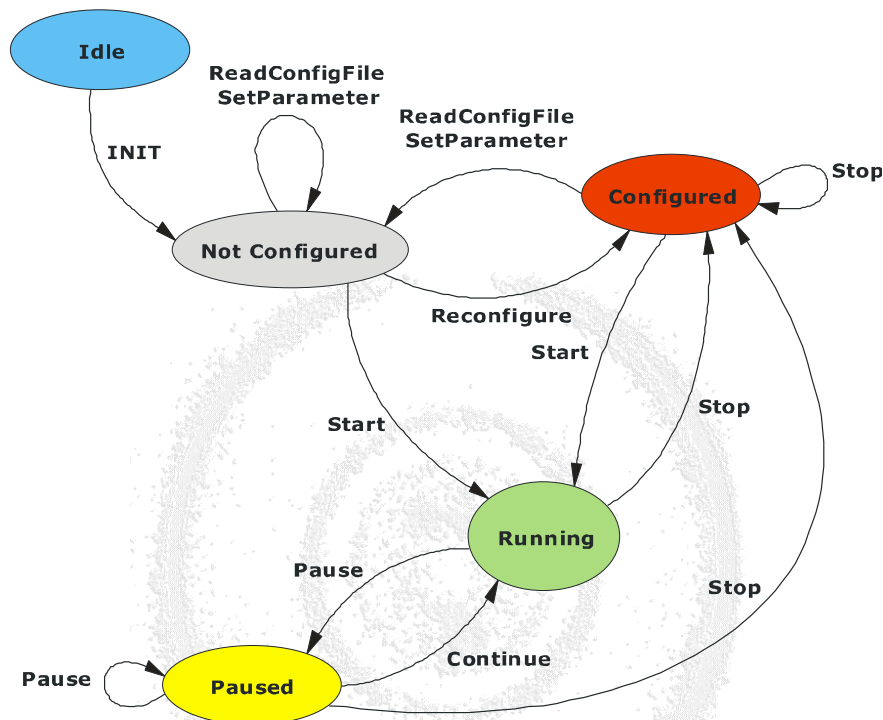 Idle
ReadConfigFile
SetParameter
ReadConfigFile
SetParameter
INIT
Stop
Configured
Not Configured
Reconfigure
Start
Stop
Start
Running
Pause
Stop
Continue
Pause
Paused